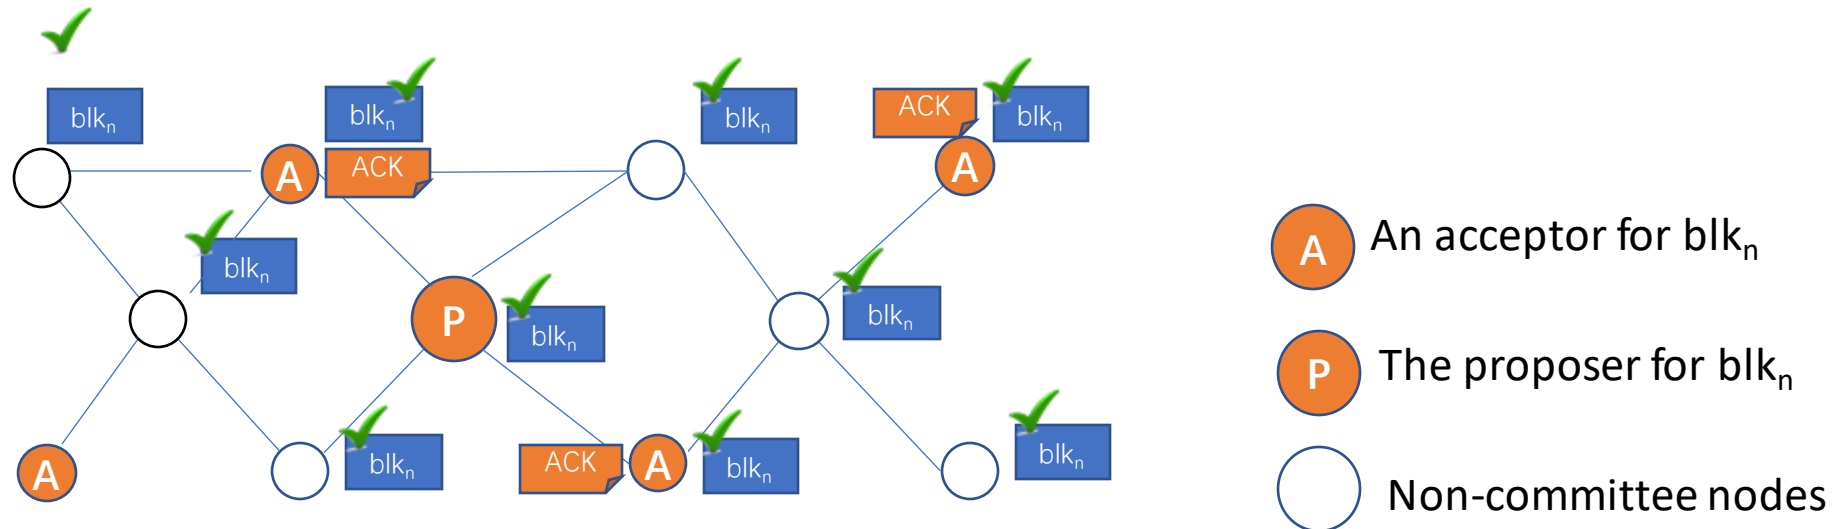 blkₙ
blkₙ
blkₙ
ACK
blkₙ
A
ACK
A
blkₙ
P
blkₙ
blkₙ
A
blkₙ
ACK
A
blkₙ
blkₙ
A
An acceptor for blkₙ
P
The proposer for blkₙ
Non-committee nodes